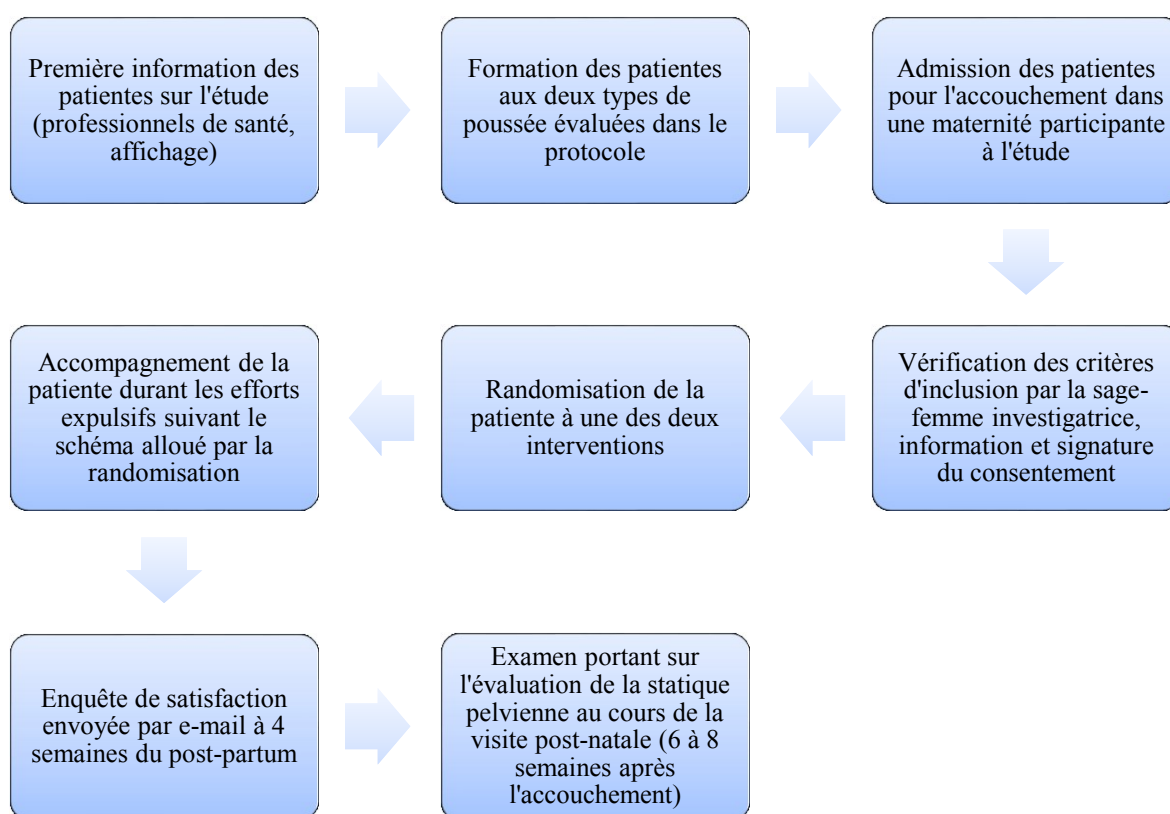 Première information des
patientes sur l'étude
(professionnels de santé,
affichage)
Formation des patientes
aux deux types de
poussée évaluées dans le
protocole
Admission des patientes
pour l'accouchement dans
une maternité participante
à l'étude
Vérification des critères
d'inclusion par la sage-
femme investigatrice,
information et signature
du consentement
Randomisation de la
patiente à une des deux
interventions
Accompagnement de la
patiente durant les efforts
expulsifs suivant le
schéma alloué par la
randomisation
Enquête de satisfaction
envoyée par e-mail à 4
semaines du post-partum
Examen portant sur
l'évaluation de la statique
pelvienne au cours de la
visite post-natale (6 à 8
semaines après
l'accouchement)